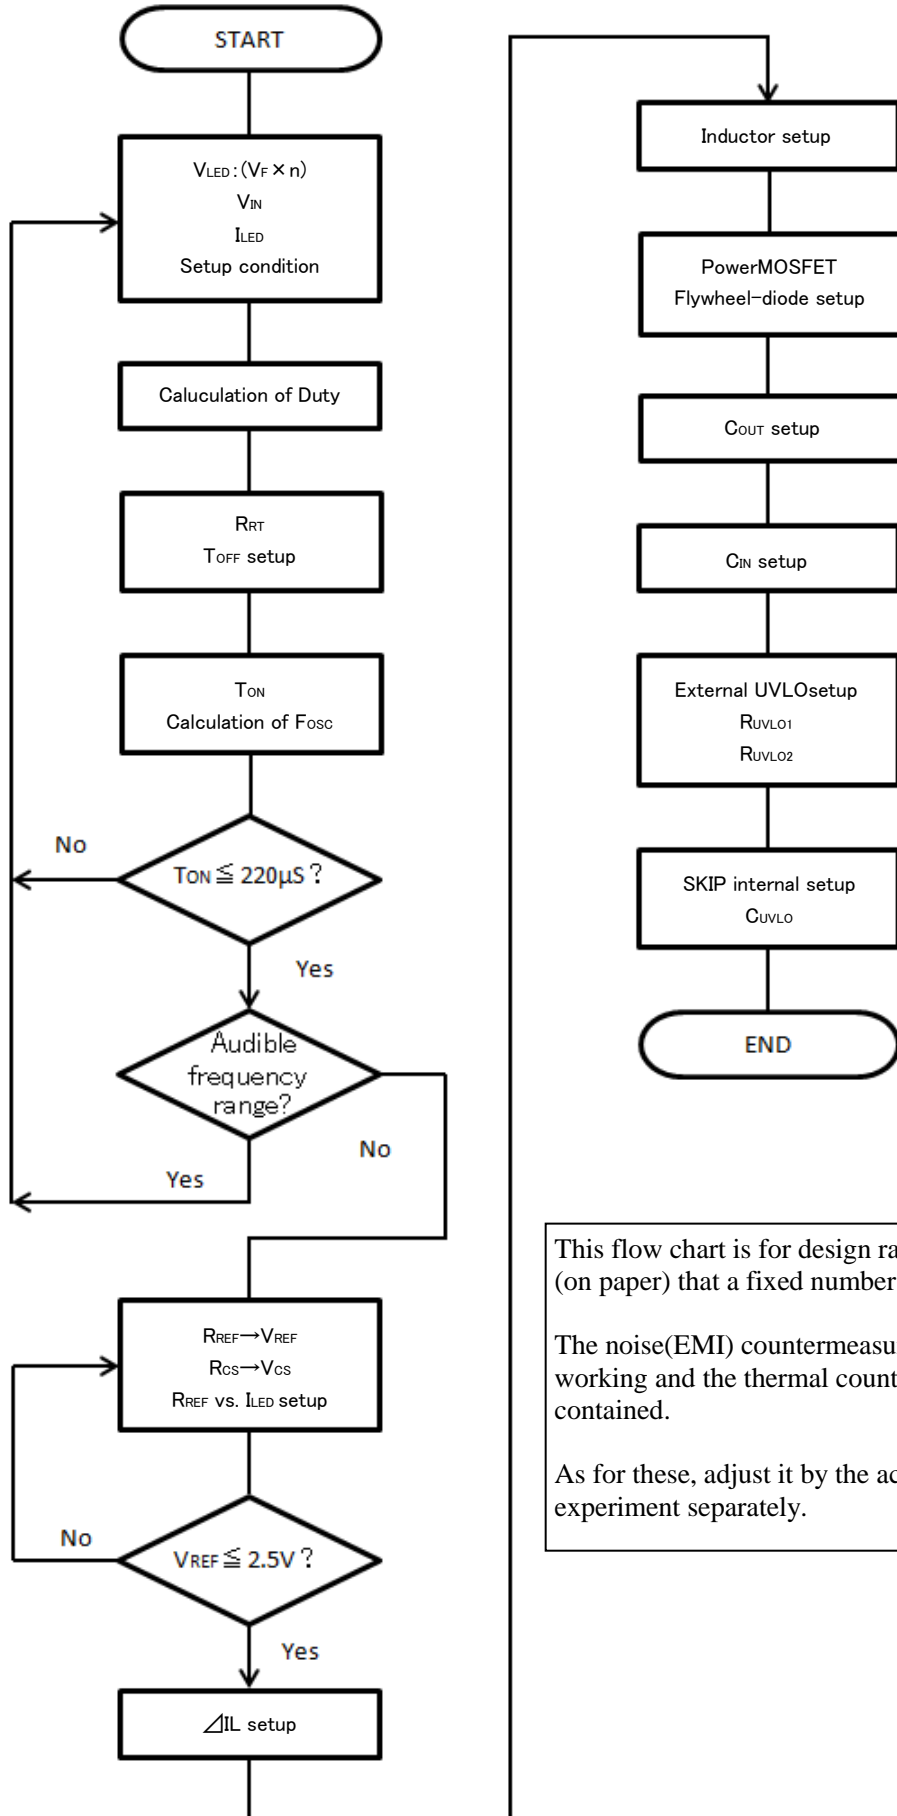 START
VLED:(VF×n)
VIN
ILED
Setup condition
Caluculation of Duty
RRT
TOFF setup
TON
Calculation of FOSC
No
TON≦220μS?
Yes
Audible
frequency
range?
No
Yes
RREF→VREF
RCS→VCS
RREF vs. ILED setup
No
VREF≦2.5V?
Yes
⊿IL setup
Inductor setup
PowerMOSFET
Flywheel-diode setup
COUT setup
CIN setup
External UVLOsetup
RUVLO1
RUVLO2
SKIP internal setup
CUVLO
END
This flow chart is for design
(on paper) that a fixed number
The noise(EMI)
working and the thermal
contained.
As for these, adjust it by the
experiment separately.